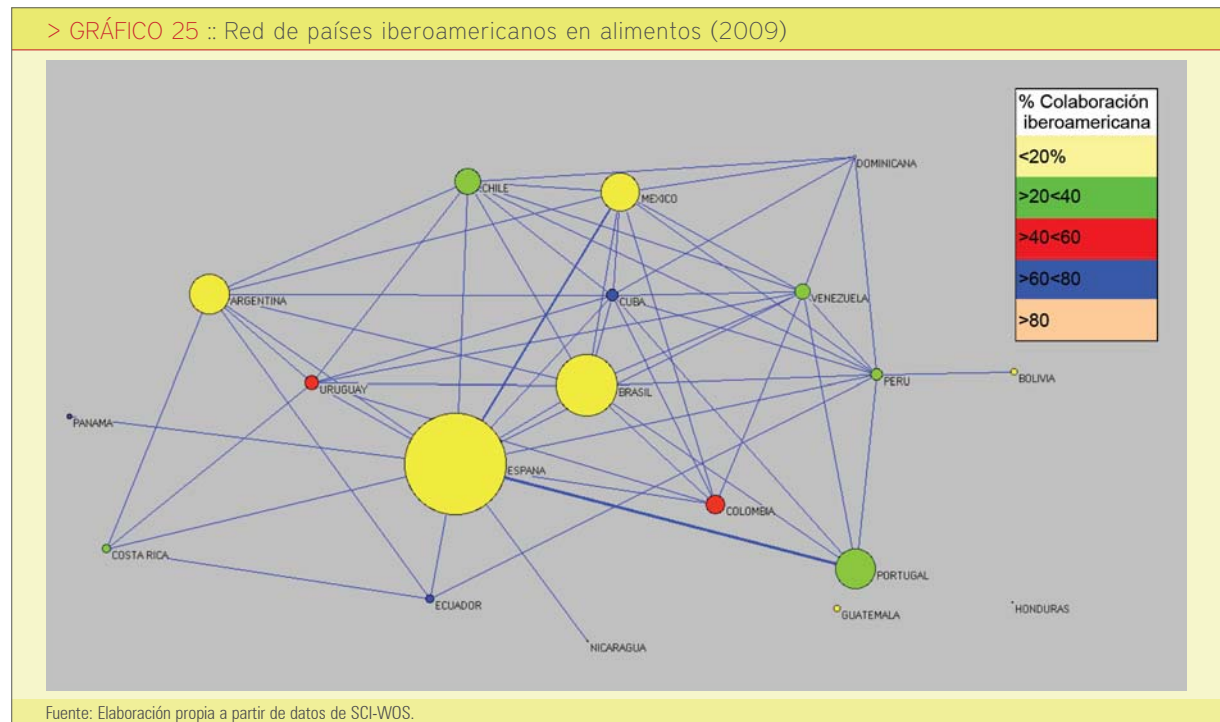 > GRÁFICO 25 :: Red de países iberoamericanos en alimentos (2009)
% Colaboración
iberoamericana
<20%
>20<40
>40<60
>60<80
>80
DOMINICANA
CHILE
MEXICO
ARGENTINA
CUBA
VENEZUELA
URUGUAY
BRASIL
PERU
BOLIVIA
PANAMA
ESPANA
COLOMBIA
COSTA RICA
PORTUGAL
ECUADOR
GUATEMALA
HONDURAS
NICARAGUA
Fuente: Elaboración propia a partir de datos de SCI-WOS.